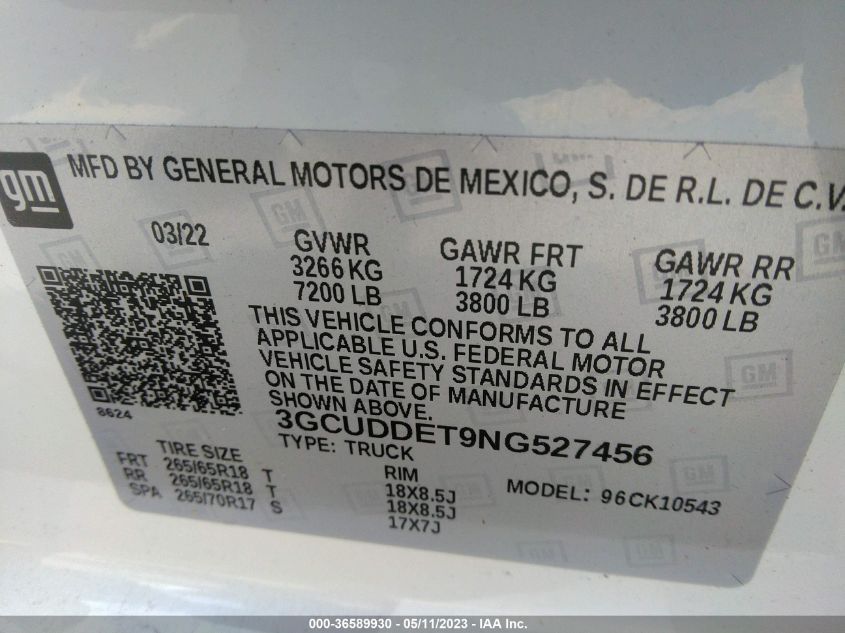 gm MFD BY GENERAL MOTORS DE MEXICO, S. DE R.L. DE C.V.
03/22 GVWR GAWR FRT GAWR RR
3266 KG 1724 KG 1724 KG
7200 LB 3800 LB 3800 LB
THIS VEHICLE CONFORMS TO ALL
APPLICABLE U.S. FEDERAL MOTOR
VEHICLE SAFETY STANDARDS IN EFFECT
ON THE DATE OF MANUFACTURE
SHOWN ABOVE.
8624
3GCUDDET9NG527456
TYPE: TRUCK
TIRE SIZE RIM
FRT 265/65R18 T 18X8.5J
RR 265/65R18 T 18X8.5J
SPA 265/70R17 S 17X7J
MODEL: 96CK10543
000-36589930 - 05/11/2023 - IAA Inc.